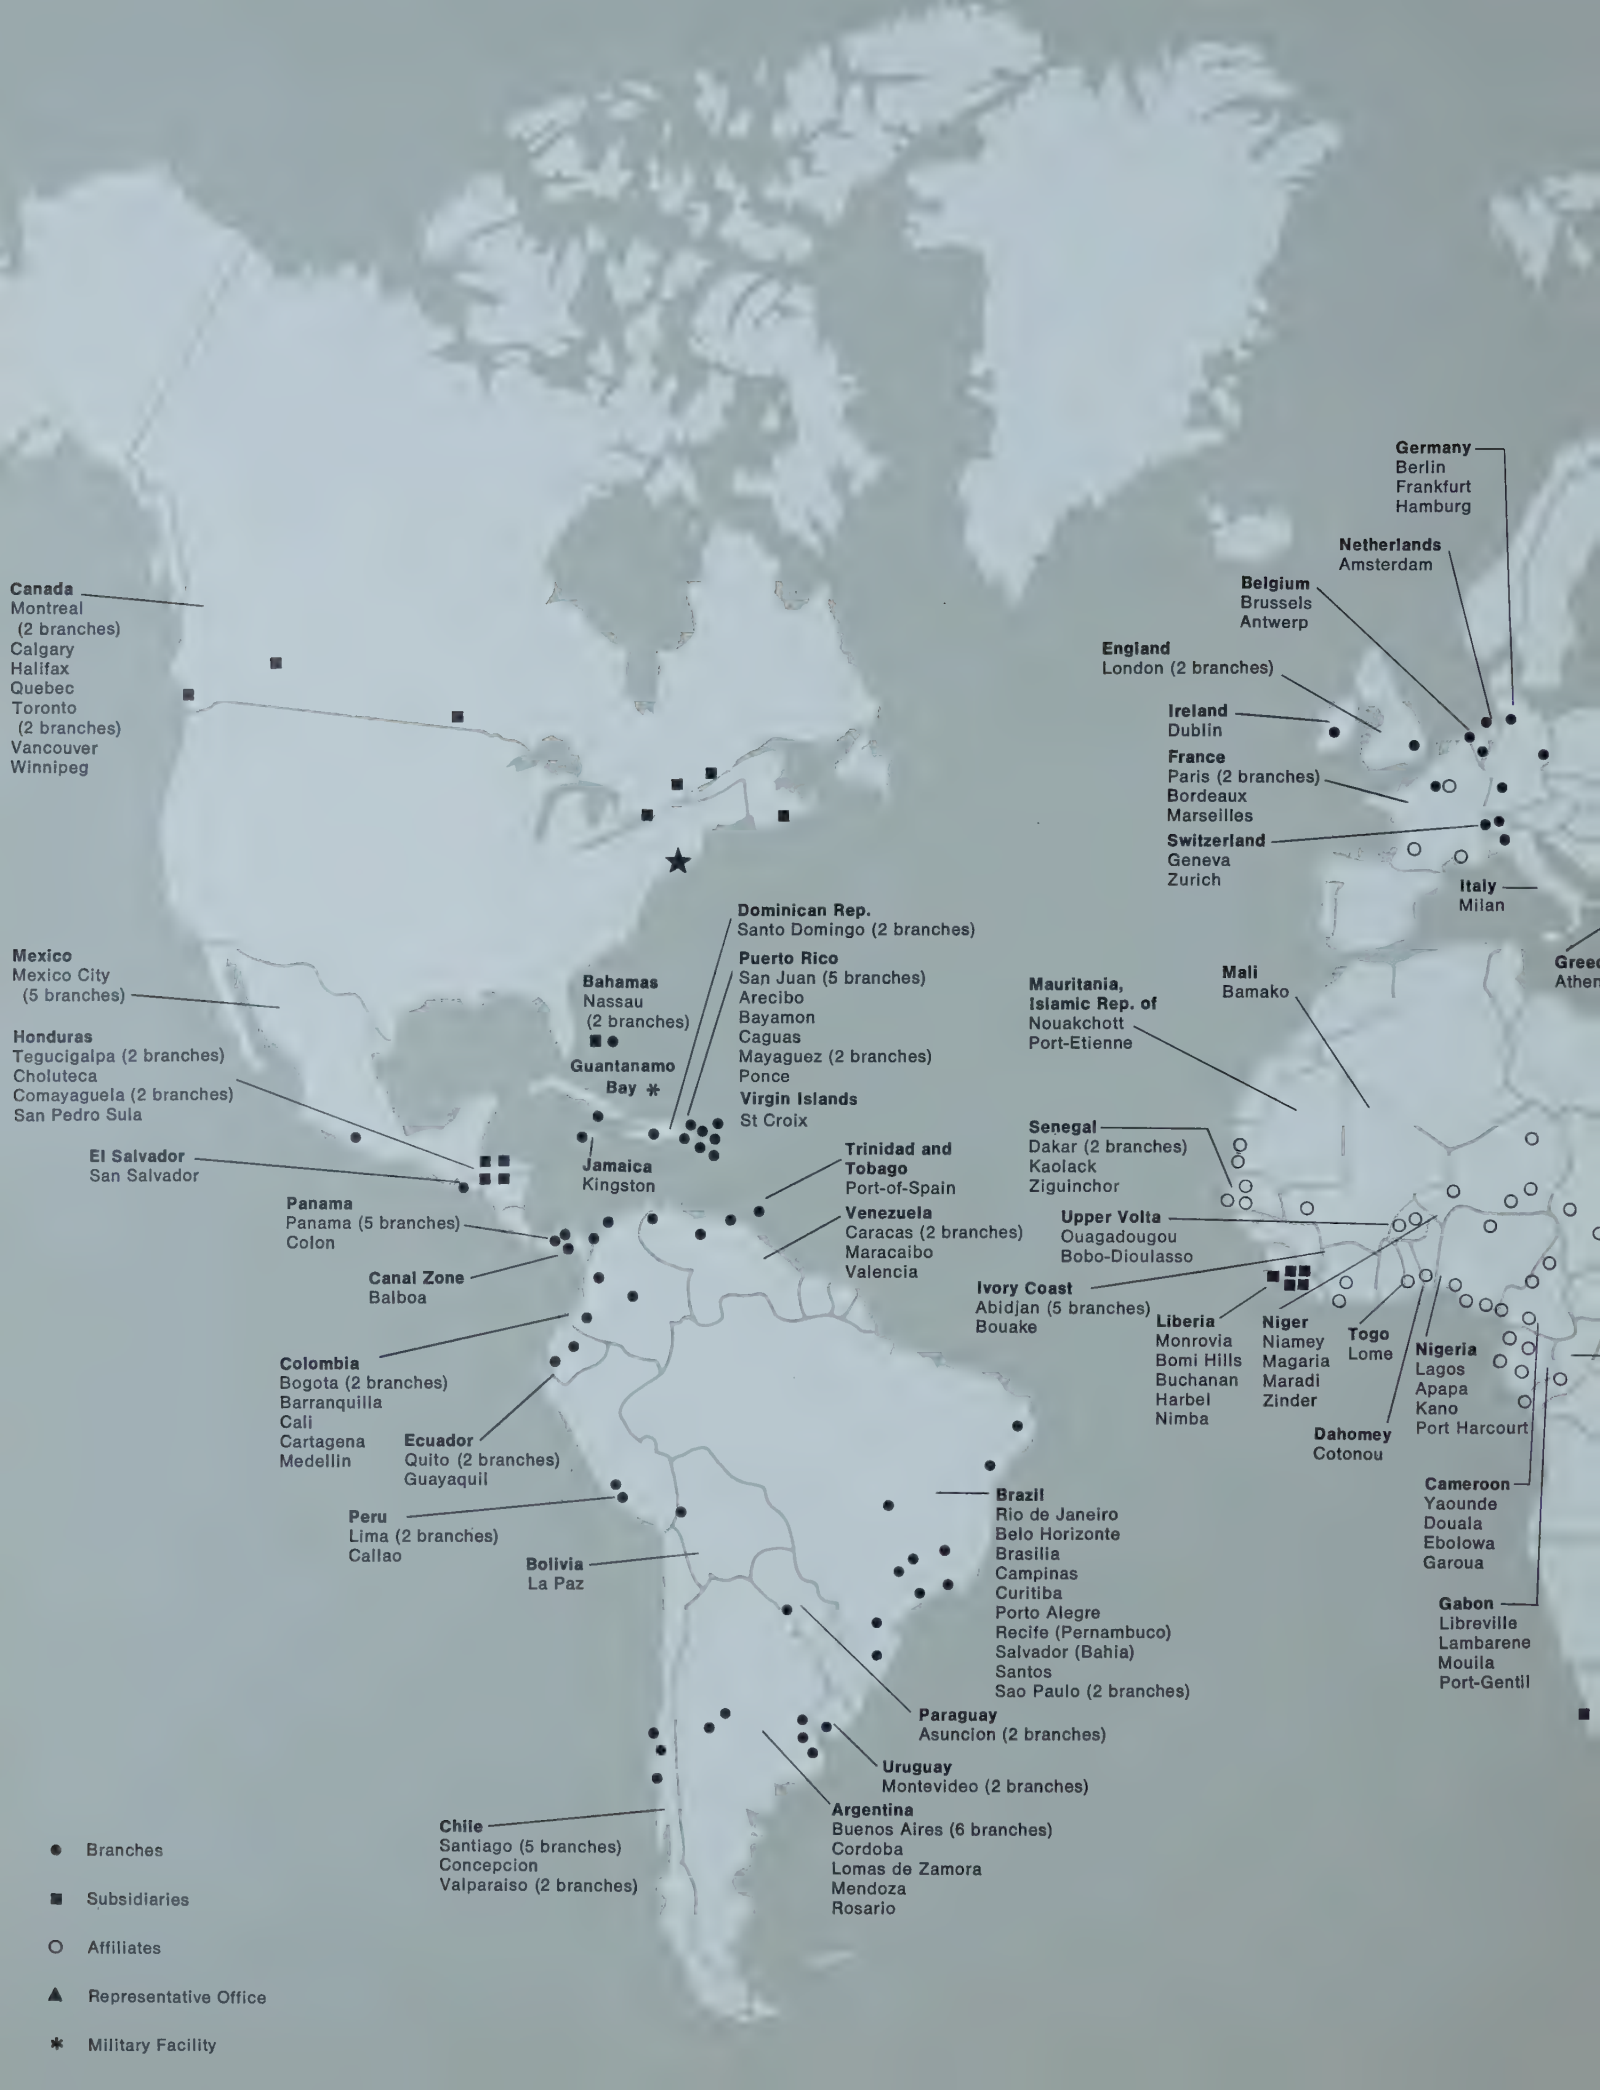 Germany
Berlin
Frankfurt
Hamburg
Netherlands
Amsterdam
Belgium
Brussels
Antwerp
England
London (2 branches)
Ireland
Dublin
France
Paris (2 branches)
Bordeaux
Marseilles
Switzerland
Geneva
Zurich
Italy
Milan
Canada
Montreal
(2 branches)
Calgary
Halifax
Quebec
Toronto
(2 branches)
Vancouver
Winnipeg
Mexico
Mexico City
(5 branches)
Honduras
Tegucigalpa (2 branches)
Choluteca
Comayaguela (2 branches)
San Pedro Sula
El Salvador
San Salvador
Panama
Panama (5 branches)
Colon
Canal Zone
Balboa
Colombia
Bogota (2 branches)
Barranquilla
Cali
Cartagena
Medellin
Ecuador
Quito (2 branches)
Guayaquil
Peru
Lima (2 branches)
Callao
Bolivia
La Paz
Chile
Santiago (5 branches)
Concepcion
Valparaiso (2 branches)
Bahamas
Nassau
(2 branches)
Guantanamo
Bay *
Jamaica
Kingston
Dominican Rep.
Santo Domingo (2 branches)
Puerto Rico
San Juan (5 branches)
Arecibo
Bayamon
Caguas
Mayaguez (2 branches)
Ponce
Virgin Islands
St Croix
Trinidad and
Tobago
Port-of-Spain
Venezuela
Caracas (2 branches)
Maracaibo
Valencia
Brazil
Rio de Janeiro
Belo Horizonte
Brasilia
Campinas
Curitiba
Porto Alegre
Recife (Pernambuco)
Salvador (Bahia)
Santos
Sao Paulo (2 branches)
Paraguay
Asuncion (2 branches)
Uruguay
Montevideo (2 branches)
Argentina
Buenos Aires (6 branches)
Cordoba
Lomas de Zamora
Mendoza
Rosario
Greec
Athen
Mali
Bamako
Mauritania,
Islamic Rep. of
Nouakchott
Port-Etienne
Senegal
Dakar (2 branches)
Kaolack
Ziguinchor
Upper Volta
Ouagadougou
Bobo-Dioulasso
Ivory Coast
Abidjan (5 branches)
Bouake
Liberia
Monrovia
Bomi Hills
Buchanan
Harbel
Nimba
Niger
Niamey
Magaria
Maradi
Zinder
Togo
Lome
Dahomey
Cotonou
Nigeria
Lagos
Apapa
Kano
Port Harcourt
Cameroon
Yaounde
Douala
Ebolowa
Garoua
Gabon
Libreville
Lambarene
Mouila
Port-Gentil
Branches
Subsidiaries
Affiliates
Representative Office
* Military Facility